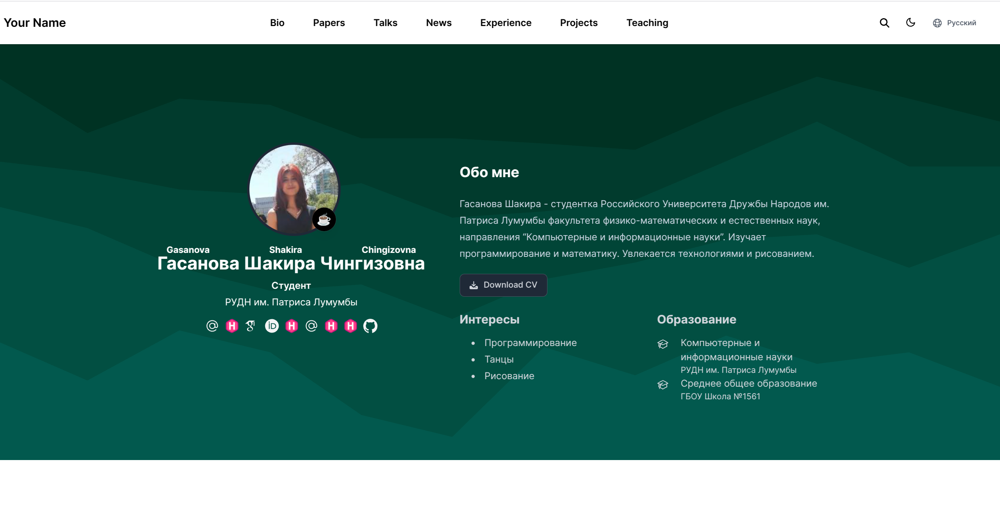 Your Name
Bio
Papers
Talks
News
Experience
Projects
Teaching
Русский
Gasanova Shakira Chingizovna
Гасанова Шакира Чингизовна
Студент
РУДН им. Патриса Лумумбы
Обо мне
Гасанова Шакира - студентка Российского Университета Дружбы Народов им.
Патриса Лумумбы факультета физико-математических и естественных наук,
направления “Компьютерные и информационные науки”. Изучает
программирование и математику. Увлекается технологиями и рисованием.
Download CV
Интересы
Программирование
Танцы
Рисование
Образование
Компьютерные и
информационные науки
РУДН им. Патриса Лумумбы
Среднее общее образование
ГБОУ Школа №1561